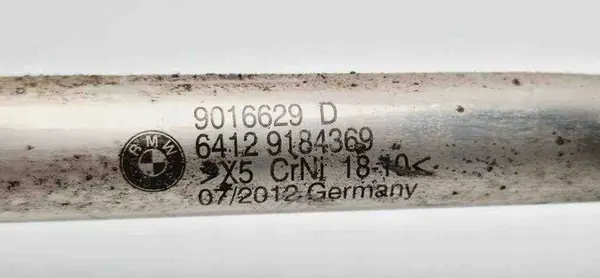 9016629 D
6412 9184369
BMW
>X5 CrNi 18-10<
07/2012 Germany